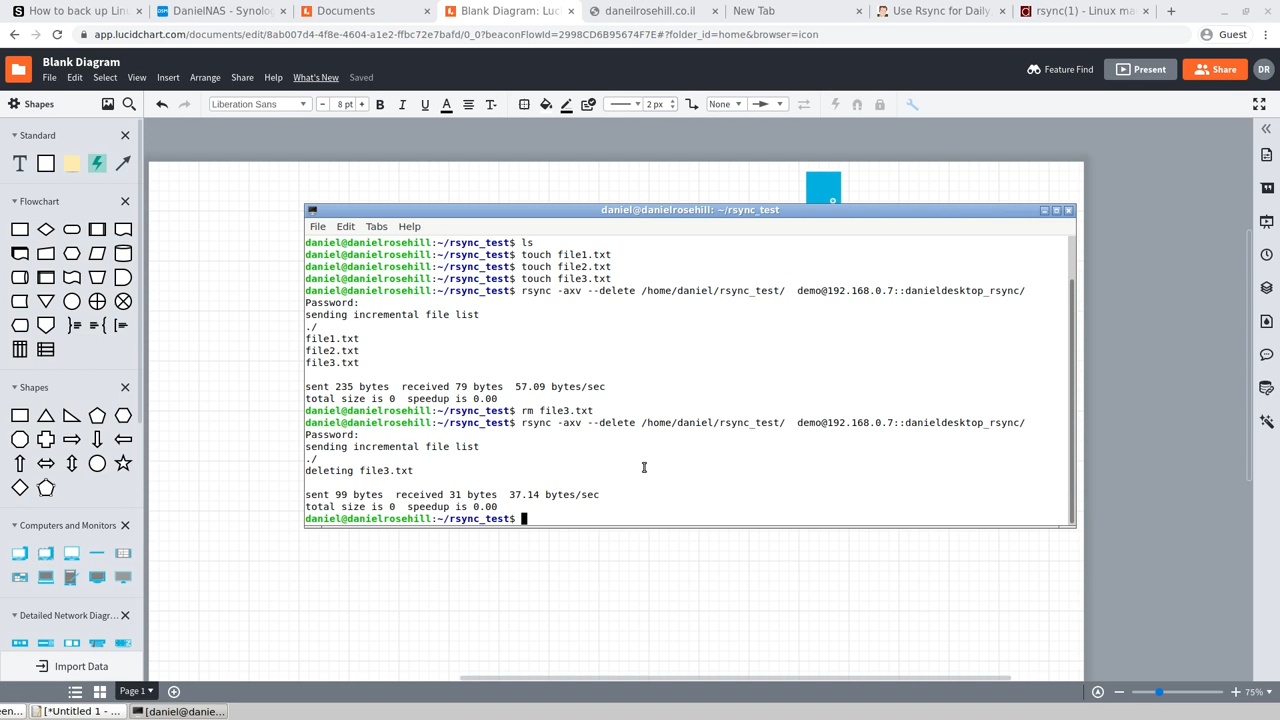 How to back up Linu
DanielNAS - Synolo
Documents
Blank Diagram: Luci
daneilrosehill.co.il
New Tab
Use Rsync for Daily
rsync(1) - Linux ma
app.lucidchart.com/documents/edit/8ab007d4-4f8e-4604-a1e2-ffbc72e7bafd/0_0?beaconFlowId=2998CD6B95674F7E#?folder_id=home&browser=icon
Guest
Blank Diagram
File Edit Select View Insert Arrange Share Help What's New Saved
Feature Find
Present
Share
DR
Shapes
Liberation Sans
8 pt
2 px
None
Standard
Flowchart
Shapes
Computers and Monitors
Detailed Network Diagr...
Import Data
daniel@danielrosehill: ~/rsync_test
File Edit Tabs Help
daniel@danielrosehill:~/rsync_test$ ls
daniel@danielrosehill:~/rsync_test$ touch file1.txt
daniel@danielrosehill:~/rsync_test$ touch file2.txt
daniel@danielrosehill:~/rsync_test$ touch file3.txt
daniel@danielrosehill:~/rsync_test$ rsync -axv --delete /home/daniel/rsync_test/  demo@192.168.0.7::danieldesktop_rsync/
Password:
sending incremental file list
./
file1.txt
file2.txt
file3.txt
sent 235 bytes  received 79 bytes  57.09 bytes/sec
total size is 0  speedup is 0.00
daniel@danielrosehill:~/rsync_test$ rm file3.txt
daniel@danielrosehill:~/rsync_test$ rsync -axv --delete /home/daniel/rsync_test/  demo@192.168.0.7::danieldesktop_rsync/
Password:
sending incremental file list
./
deleting file3.txt
sent 99 bytes  received 31 bytes  37.14 bytes/sec
total size is 0  speedup is 0.00
daniel@danielrosehill:~/rsync_test$
Page 1
75%
een...
[*Untitled 1 - ...
[daniel@danie...